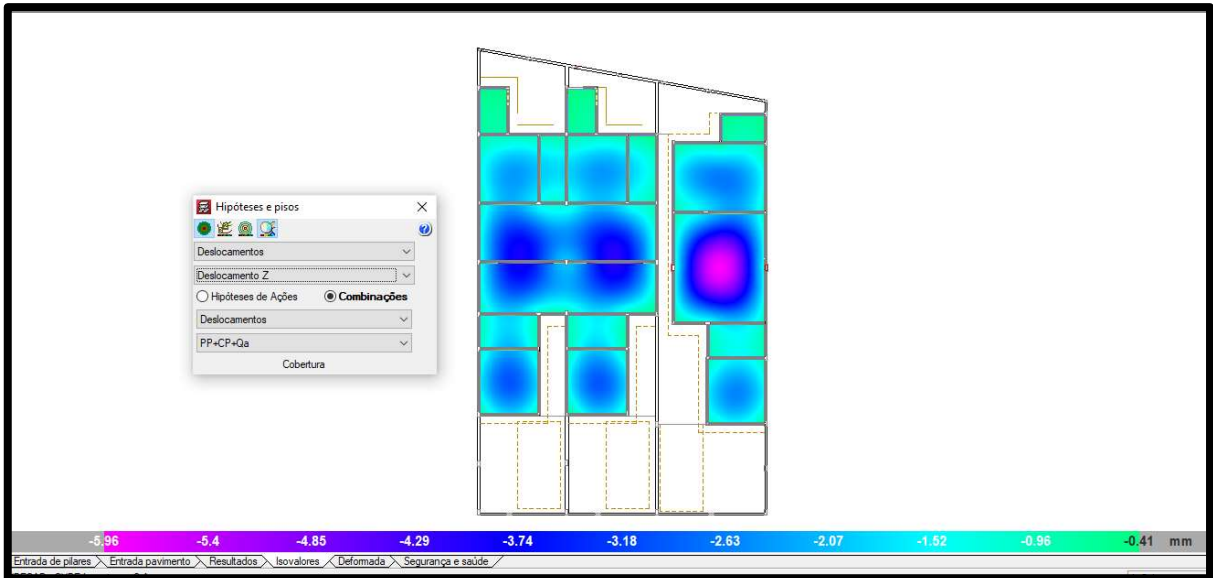 Hipóteses e pisos
Deslocamentos
Deslocamento Z
Hipóteses de Ações Combinações
Deslocamentos
PP+CP+Qa
Cobertura
-5.96 -5.4 -4.85 -4.29 -3.74 -3.18 -2.63 -2.07 -1.52 -0.96 -0.41 mm
Entrada de pilares Entrada pavimento Resultados Isovalores Deformada Segurança e saúde